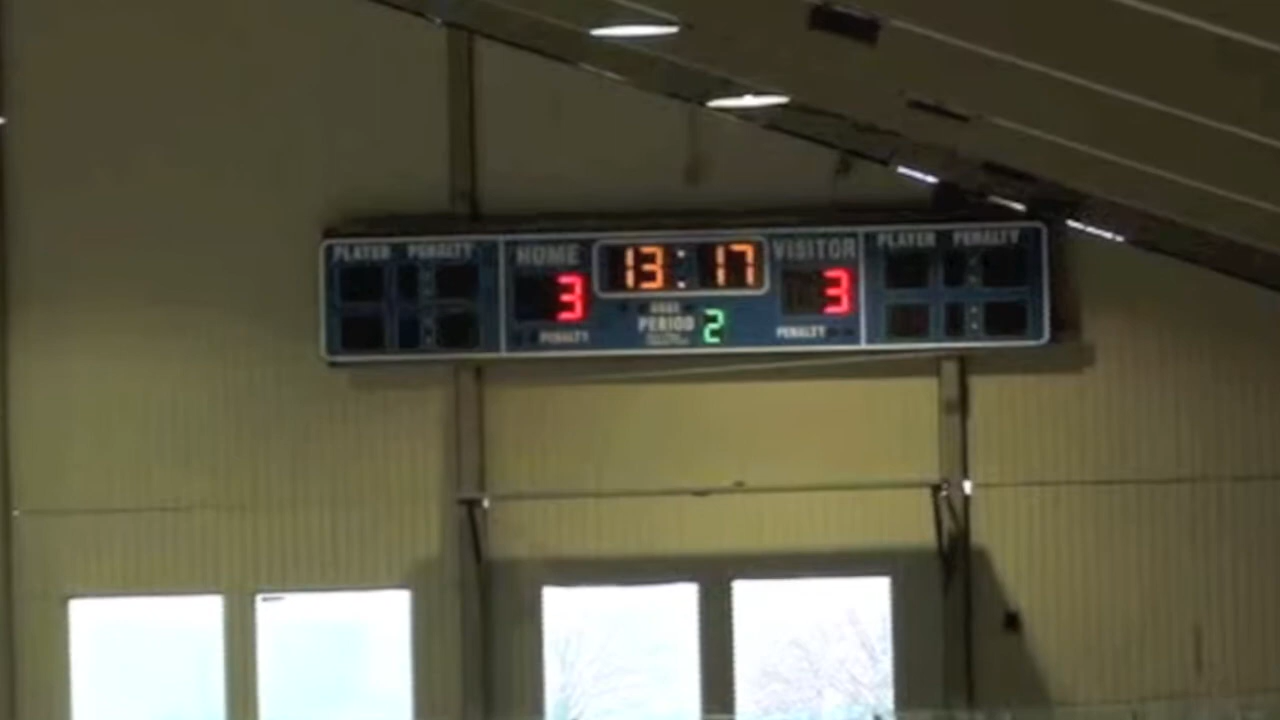 PLAYER PENALTY
HOME
13:17
VISITOR
PLAYER PENALTY
3
3
PERIOD 2
PENALTY
PENALTY